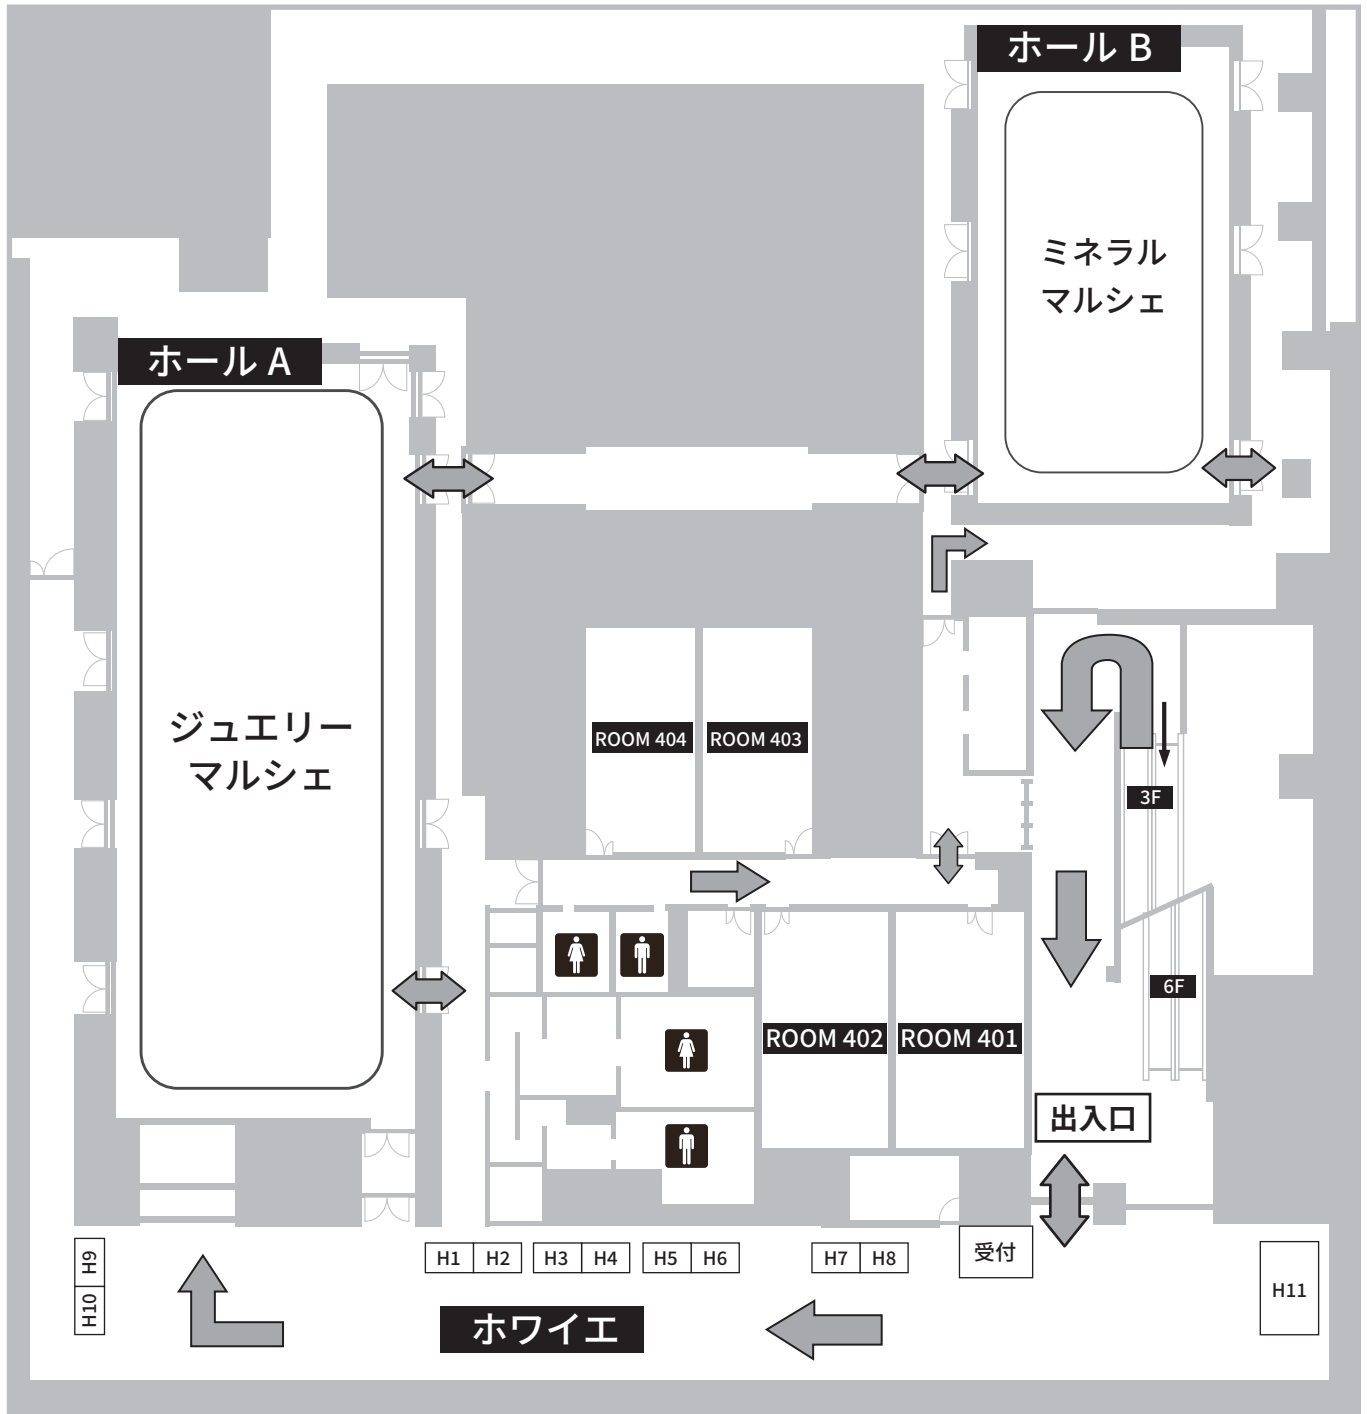 ホール B
ミネラル
マルシェ
ホール A
ジュエリー
マルシェ
ROOM 404
ROOM 403
3F
6F
ROOM 402
ROOM 401
出入口
受付
H1
H2
H3
H4
H5
H6
H7
H8
H9
H10
H11
ホワイエ